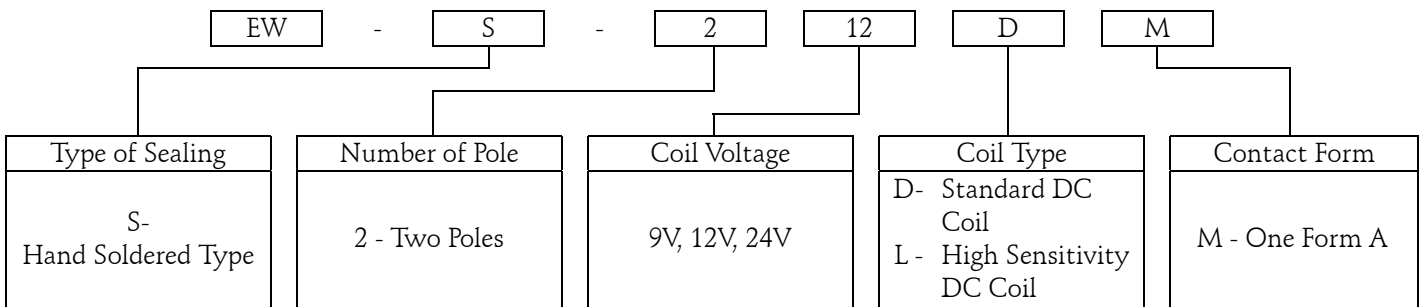 EW - S - 2 12 D M
Type of Sealing
S-
Hand Soldered Type
Number of Pole
2 - Two Poles
Coil Voltage
9V, 12V, 24V
Coil Type
D- Standard DC
Coil
L - High Sensitivity
DC Coil
Contact Form
M - One Form A